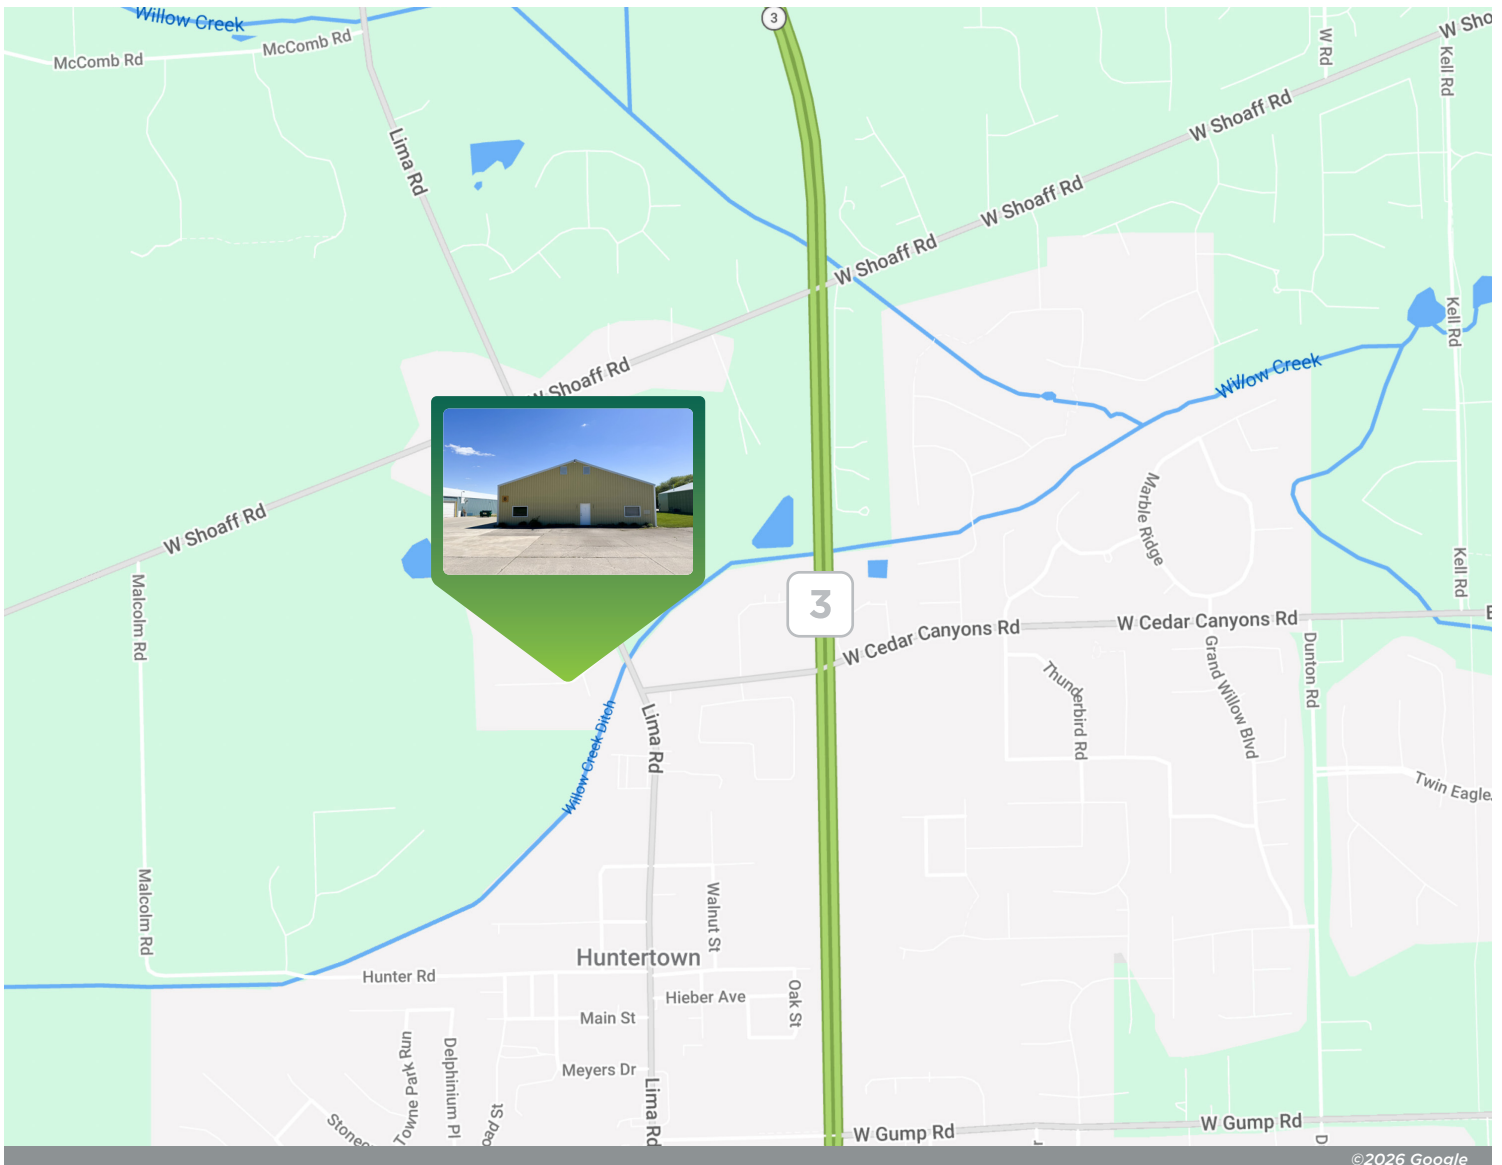 Willow Creek
McComb Rd
McComb Rd
3
W Rd
W Sho
Kell Rd
Lima Rd
W Shoaff Rd
W Shoaff Rd
W Shoaff Rd
Kell Rd
W Shoaff Rd
Willow Creek
W Shoaff Rd
Marble Ridge
Kell Rd
Malcolm Rd
3
W Cedar Canyons Rd
W Cedar Canyons Rd
E
Thunderbird Rd
Grand Willow Blvd
Dunton Rd
Lima Rd
Willow Creek Ditch
Twin Eagle
Malcolm Rd
Walnut St
Huntertown
Hunter Rd
Hieber Ave
Oak St
Main St
Towne Park Run
Delphinium Pl
Meyers Dr
Lima Rd
Stone
oad St
W Gump Rd
W Gump Rd
D
©2026 Google